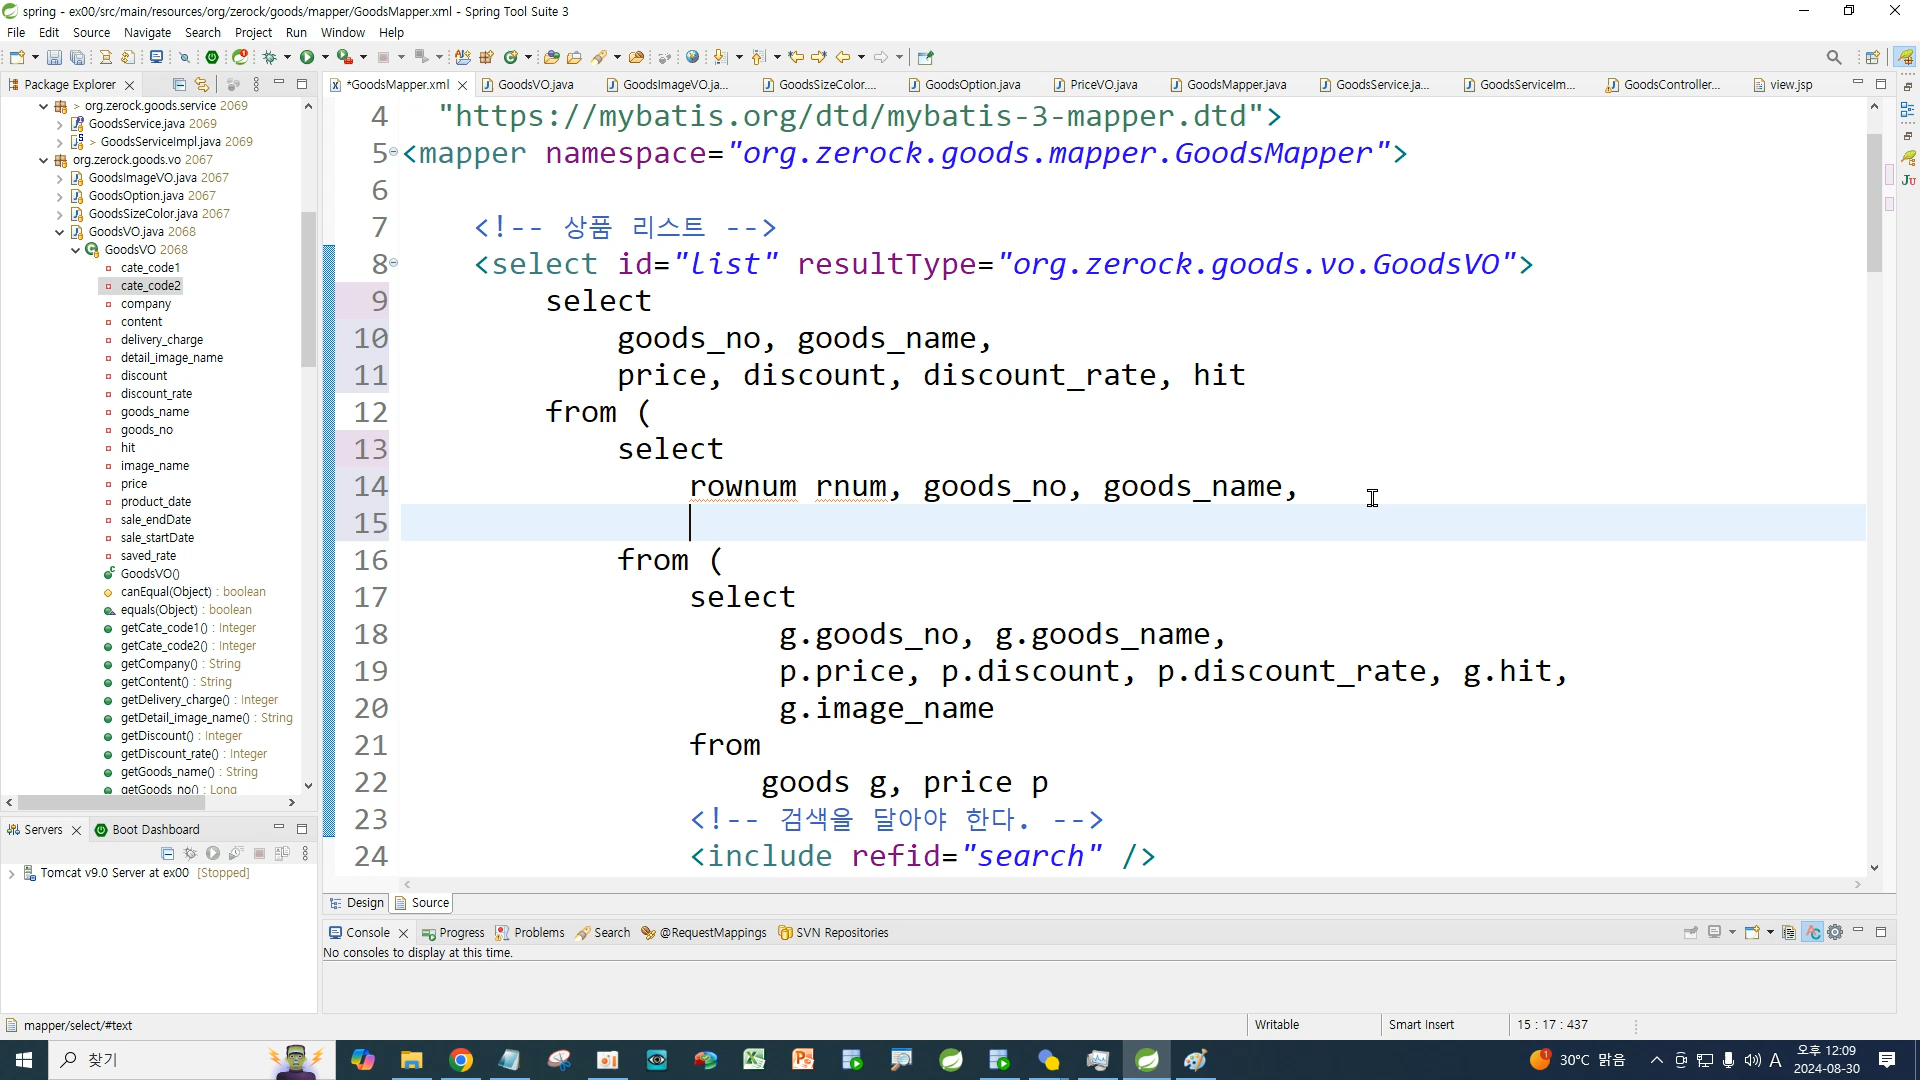 spring - ex00/src/main/resources/org/zerock/goods/mapper/GoodsMapper.xml - Spring Tool Suite 3
File Edit Source Navigate Search Project Run Window Help
Package Explorer
*GoodsMapper.xml GoodsVO.java GoodsImageVO.ja... GoodsSizeColor.... GoodsOption.java PriceVO.java GoodsMapper.java GoodsService.ja... GoodsServiceIm... GoodsController... view.jsp
> org.zerock.goods.service 2069
GoodsService.java 2069
> GoodsServiceImpl.java 2069
org.zerock.goods.vo 2067
GoodsImageVO.java 2067
GoodsOption.java 2067
GoodsSizeColor.java 2067
GoodsVO.java 2068
GoodsVO 2068
cate_code1
cate_code2
company
content
delivery_charge
detail_image_name
discount
discount_rate
goods_name
goods_no
hit
image_name
price
product_date
sale_endDate
sale_startDate
saved_rate
GoodsVO()
canEqual(Object) : boolean
equals(Object) : boolean
getCate_code1() : Integer
getCate_code2() : Integer
getCompany() : String
getContent() : String
getDelivery_charge() : Integer
getDetail_image_name() : String
getDiscount() : Integer
getDiscount_rate() : Integer
getGoods_name() : String
getGoods_no() : Long
4 "https://mybatis.org/dtd/mybatis-3-mapper.dtd">
5 <mapper namespace="org.zerock.goods.mapper.GoodsMapper">
6
7 <!-- 상품 리스트 -->
8 <select id="list" resultType="org.zerock.goods.vo.GoodsVO">
9 select
10 goods_no, goods_name,
11 price, discount, discount_rate, hit
12 from (
13 select
14 rownum rnum, goods_no, goods_name,
15
16 from (
17 select
18 g.goods_no, g.goods_name,
19 p.price, p.discount, p.discount_rate, g.hit,
20 g.image_name
21 from
22 goods g, price p
23 <!-- 검색을 달아야 한다. -->
24 <include refid="search" />
Design Source
Servers Boot Dashboard
Tomcat v9.0 Server at ex00 [Stopped]
Console Progress Problems Search @RequestMappings SVN Repositories
No consoles to display at this time.
mapper/select/#text
Writable
Smart Insert
15 : 17 : 437
찾기
30°C 맑음
A
오후 12:09
2024-08-30